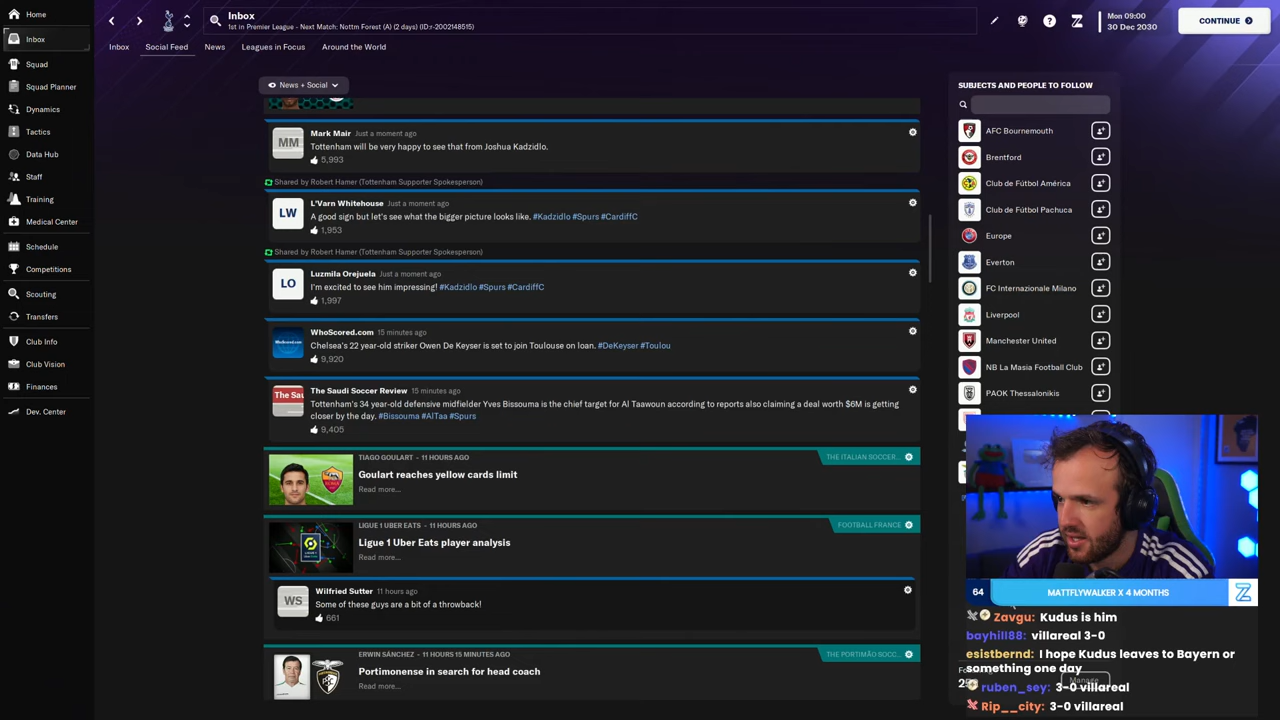 Home
Inbox
Squad
Squad Planner
Dynamics
Tactics
Data Hub
Staff
Training
Medical Center
Schedule
Competitions
Scouting
Transfers
Club Info
Club Vision
Finances
Dev. Center
Inbox
1st in Premier League - Next Match: Nottm Forest (A) (2 days) (ID:r-2002148515)
Mon 09:00
30 Dec 2030
CONTINUE
Inbox
Social Feed
News
Leagues in Focus
Around the World
News + Social
MM
Mark Mair Just a moment ago
Tottenham will be very happy to see that from Joshua Kadzidlo.
5,993
Shared by Robert Hamer (Tottenham Supporter Spokesperson)
LW
L'Varn Whitehouse Just a moment ago
A good sign but let's see what the bigger picture looks like. #Kadzidlo #Spurs #CardiffC
1,953
Shared by Robert Hamer (Tottenham Supporter Spokesperson)
LO
Luzmila Orejuela Just a moment ago
I'm excited to see him impressing! #Kadzidlo #Spurs #CardiffC
1,997
WhoScored.com 15 minutes ago
Chelsea's 22 year-old striker Owen De Keyser is set to join Toulouse on loan. #DeKeyser #Toulou
9,920
The Sau
The Saudi Soccer Review 15 minutes ago
Tottenham's 34 year-old defensive midfielder Yves Bissouma is the chief target for Al Taawoun according to reports also claiming a deal worth $6M is getting
closer by the day. #Bissouma #AlTaa #Spurs
9,405
TIAGO GOULART - 11 HOURS AGO
THE ITALIAN SOCCER...
Goulart reaches yellow cards limit
Read more...
LIGUE 1 UBER EATS - 11 HOURS AGO
FOOTBALL FRANCE
Ligue 1 Uber Eats player analysis
Read more...
WS
Wilfried Sutter 11 hours ago
Some of these guys are a bit of a throwback!
661
ERWIN SÁNCHEZ - 11 HOURS 15 MINUTES AGO
THE PORTIMÃO SOCC...
Portimonense in search for head coach
Read more...
SUBJECTS AND PEOPLE TO FOLLOW
AFC Bournemouth
Brentford
Club de Fútbol América
Club de Fútbol Pachuca
Europe
Everton
FC Internazionale Milano
Liverpool
Manchester United
NB La Masia Football Club
PAOK Thessalonikis
64
MATTFLYWALKER X 4 MONTHS
Zavgu: Kudus is him
bayhill88: villareal 3-0
esistbernd: I hope Kudus leaves to Bayern or
something one day
Manage
ruben_sey: 3-0 villareal
Rip__city: 3-0 villareal